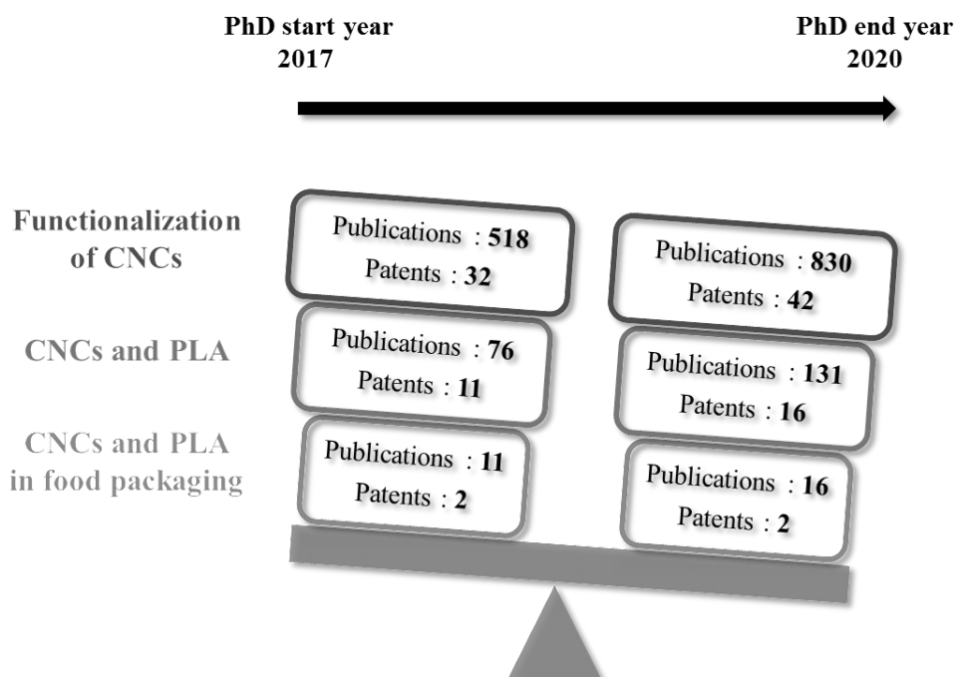 PhD start year
2017
PhD end year
2020
Functionalization
of CNCs
Publications : 518
Patents : 32
Publications : 830
Patents : 42
CNCs and PLA
Publications : 76
Patents : 11
Publications : 131
Patents : 16
CNCs and PLA
in food packaging
Publications : 11
Patents : 2
Publications : 16
Patents : 2